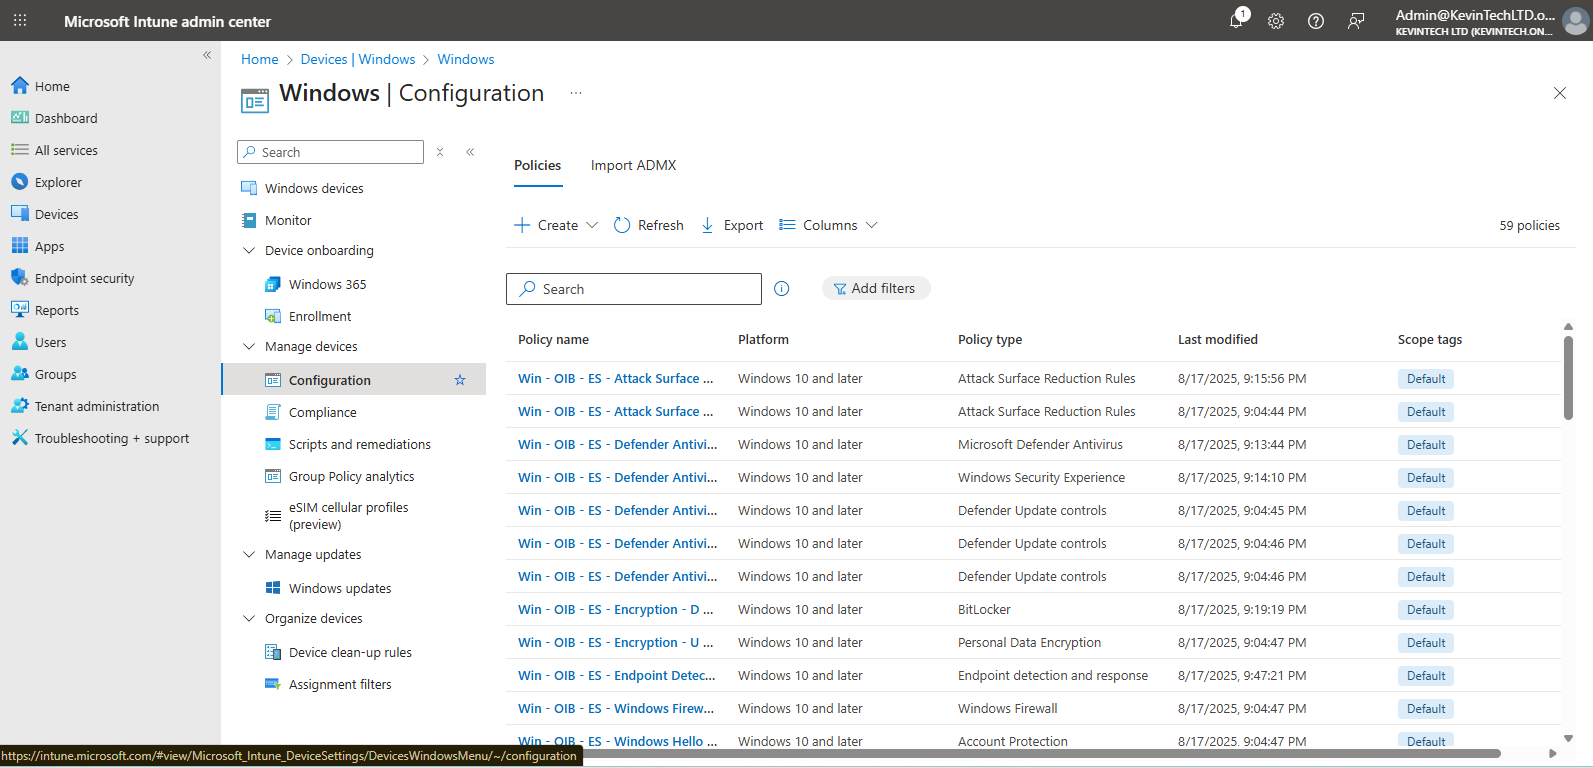 Microsoft Intune admin center
1
Admin@KevinTechLTD.o...
KEVINTECH LTD (KEVINTECH.ON...
Home
Dashboard
All services
Explorer
Devices
Apps
Endpoint security
Reports
Users
Groups
Tenant administration
Troubleshooting + support
Home > Devices | Windows > Windows
Windows | Configuration
Search
Windows devices
Monitor
Device onboarding
Windows 365
Enrollment
Manage devices
Configuration
Compliance
Scripts and remediations
Group Policy analytics
eSIM cellular profiles
(preview)
Manage updates
Windows updates
Organize devices
Device clean-up rules
Assignment filters
Policies Import ADMX
Create Refresh Export Columns 59 policies
Search Add filters
Policy name Platform Policy type Last modified Scope tags
Win - OIB - ES - Attack Surface ... Windows 10 and later Attack Surface Reduction Rules 8/17/2025, 9:15:56 PM Default
Win - OIB - ES - Attack Surface ... Windows 10 and later Attack Surface Reduction Rules 8/17/2025, 9:04:44 PM Default
Win - OIB - ES - Defender Antivi... Windows 10 and later Microsoft Defender Antivirus 8/17/2025, 9:13:44 PM Default
Win - OIB - ES - Defender Antivi... Windows 10 and later Windows Security Experience 8/17/2025, 9:14:10 PM Default
Win - OIB - ES - Defender Antivi... Windows 10 and later Defender Update controls 8/17/2025, 9:04:45 PM Default
Win - OIB - ES - Defender Antivi... Windows 10 and later Defender Update controls 8/17/2025, 9:04:46 PM Default
Win - OIB - ES - Defender Antivi... Windows 10 and later Defender Update controls 8/17/2025, 9:04:46 PM Default
Win - OIB - ES - Encryption - D ... Windows 10 and later BitLocker 8/17/2025, 9:19:19 PM Default
Win - OIB - ES - Encryption - U ... Windows 10 and later Personal Data Encryption 8/17/2025, 9:04:47 PM Default
Win - OIB - ES - Endpoint Detec... Windows 10 and later Endpoint detection and response 8/17/2025, 9:47:21 PM Default
Win - OIB - ES - Windows Firew... Windows 10 and later Windows Firewall 8/17/2025, 9:04:47 PM Default
Win - OIB - ES - Windows Hello ... Windows 10 and later Account Protection 8/17/2025, 9:04:47 PM Default
https://intune.microsoft.com/#view/Microsoft_Intune_DeviceSettings/DevicesWindowsMenu/~/configuration